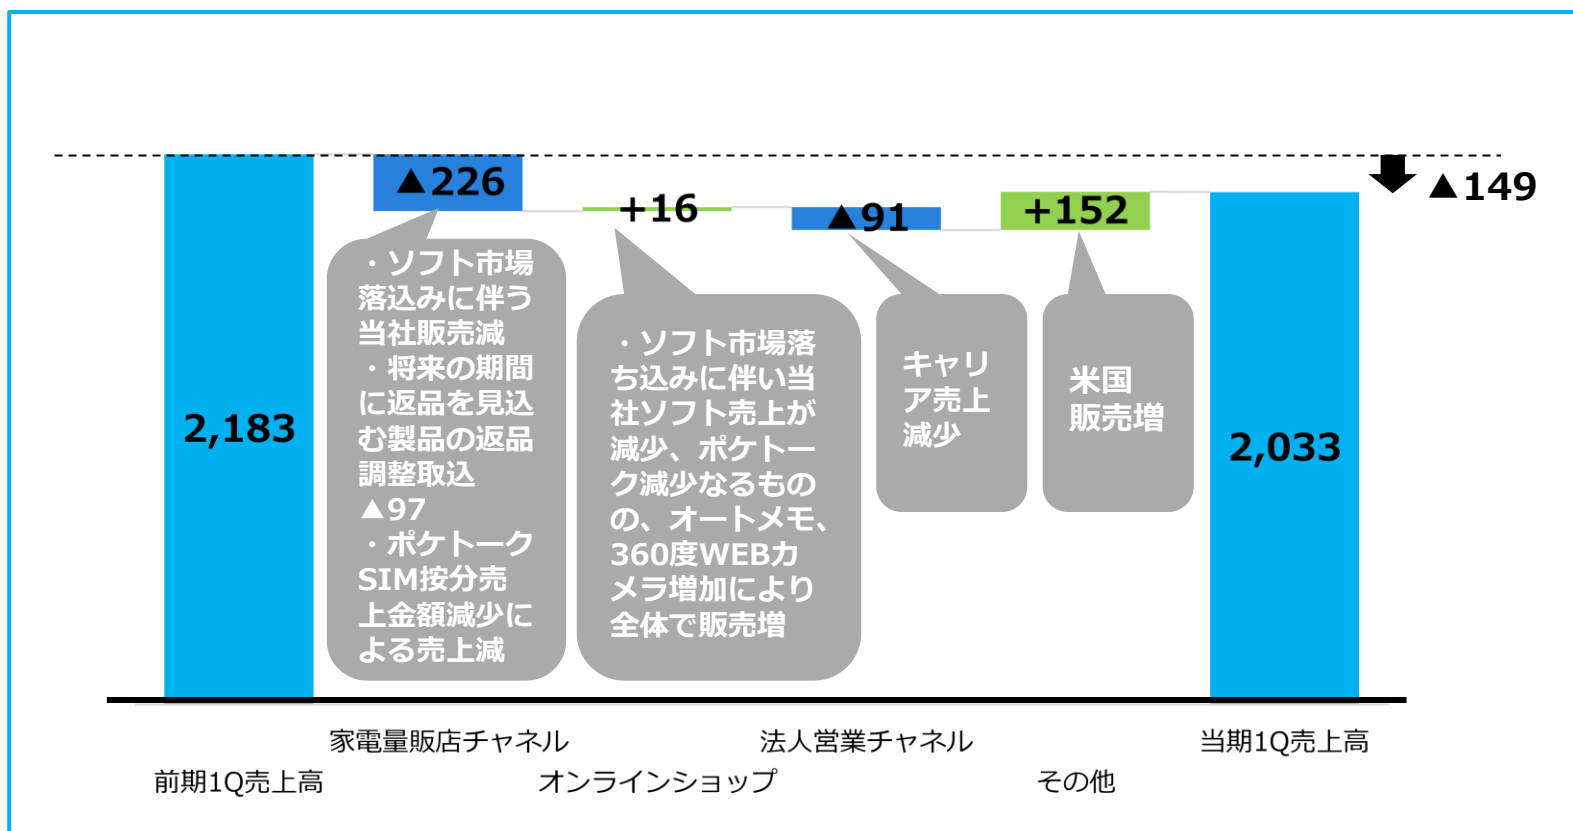 ▲226
+16
▲91
+152
▲149
・ソフト市場
落込みに伴う
当社販売減
・将来の期間
に返品を見込
む製品の返品
調整取込
▲97
・ポケトーク
SIM按分売
上金額減少に
よる売上減
・ソフト市場落
ち込みに伴い当
社ソフト売上が
減少、ポケトー
ク減少なるもの
の、オートメモ、
360度WEBカ
メラ増加により
全体で販売増
キャリ
ア売上
減少
米国
販売増
2,183
2,033
家電量販店チャネル
法人営業チャネル
当期1Q売上高
前期1Q売上高
オンラインショップ
その他